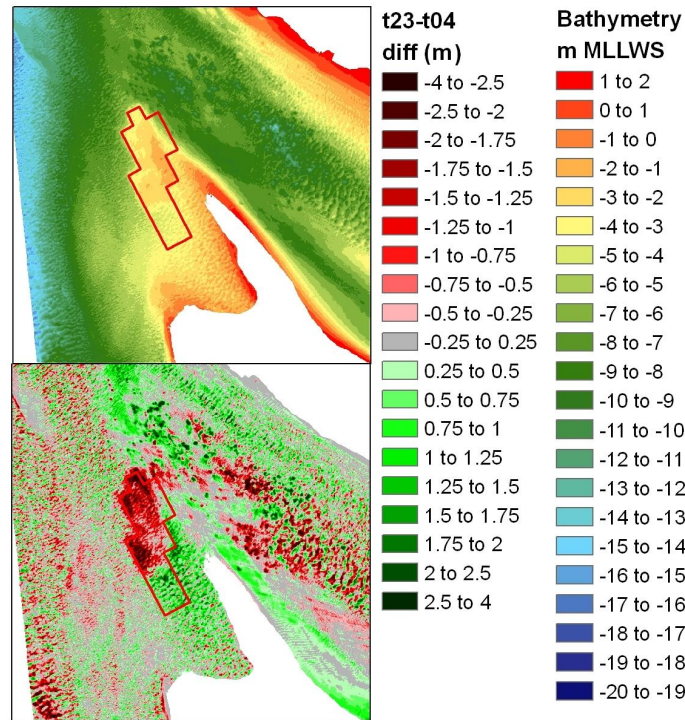 t23-t04
diff (m)
-4 to -2.5
-2.5 to -2
-2 to -1.75
-1.75 to -1.5
-1.5 to -1.25
-1.25 to -1
-1 to -0.75
-0.75 to -0.5
-0.5 to -0.25
-0.25 to 0.25
0.25 to 0.5
0.5 to 0.75
0.75 to 1
1 to 1.25
1.25 to 1.5
1.5 to 1.75
1.75 to 2
2 to 2.5
2.5 to 4
Bathymetry
m MLLWS
1 to 2
0 to 1
-1 to 0
-2 to -1
-3 to -2
-4 to -3
-5 to -4
-6 to -5
-7 to -6
-8 to -7
-9 to -8
-10 to -9
-11 to -10
-12 to -11
-13 to -12
-14 to -13
-15 to -14
-16 to -15
-17 to -16
-18 to -17
-19 to -18
-20 to -19